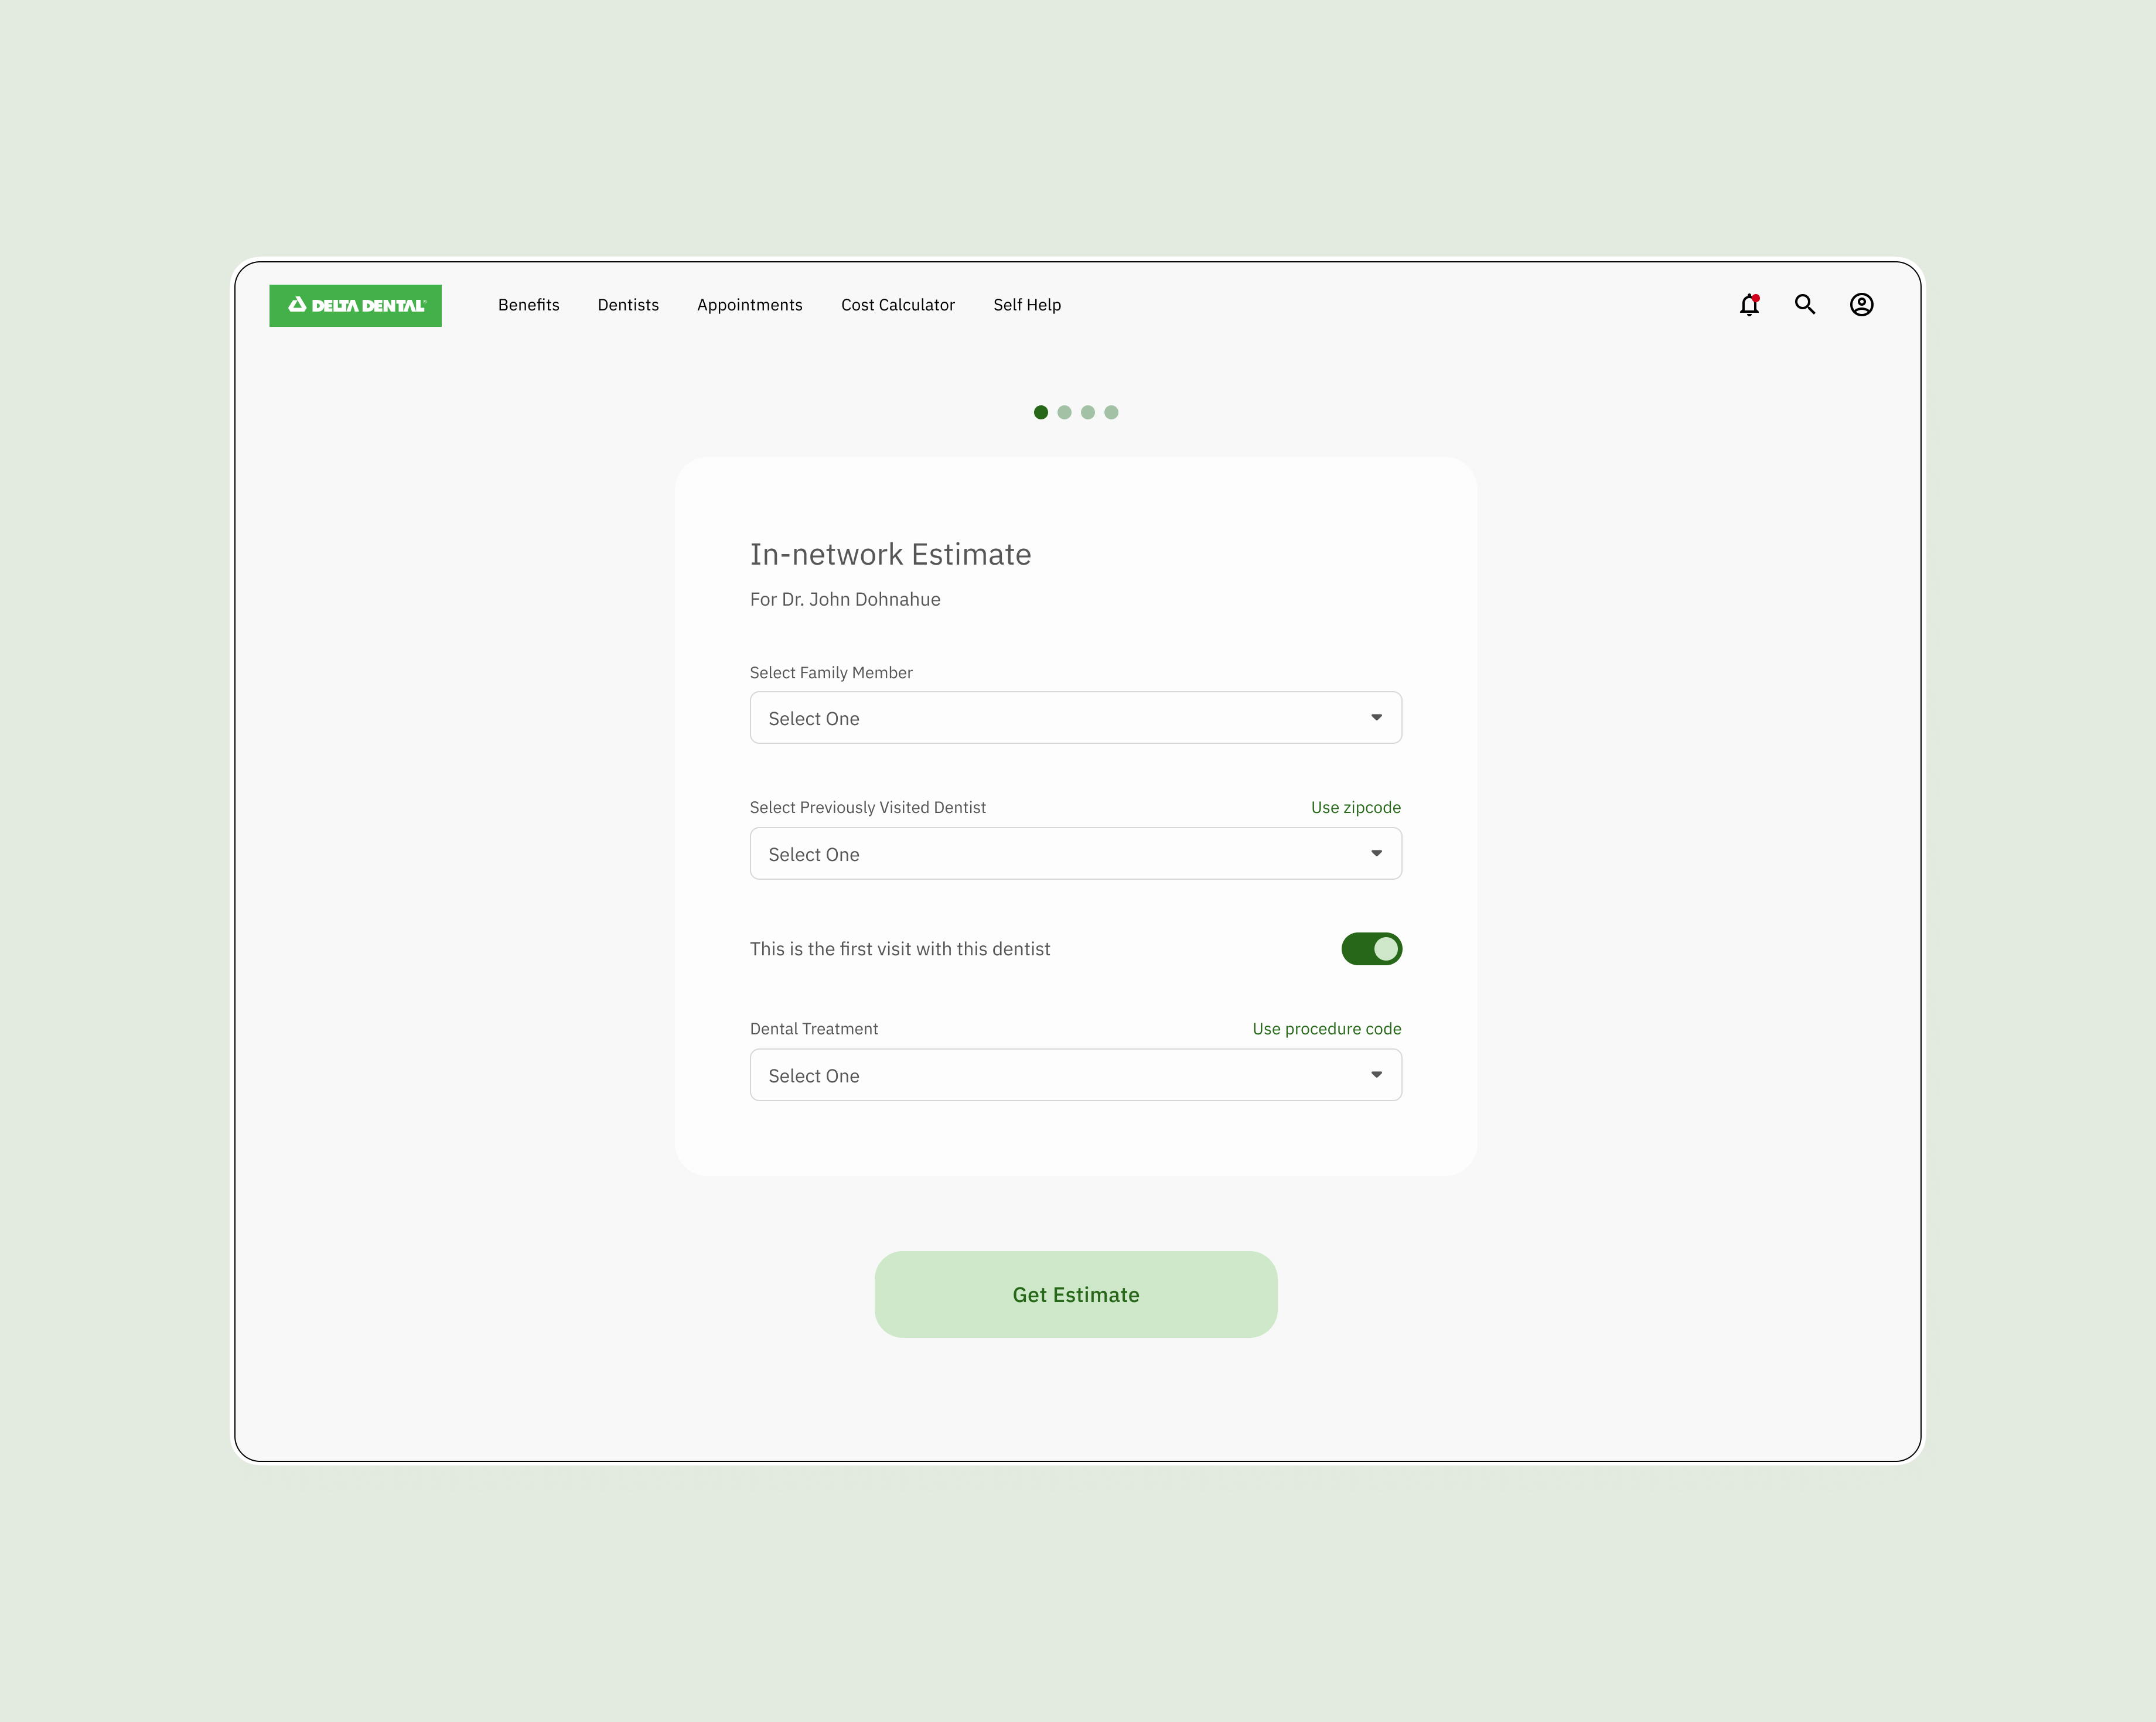 DELTA DENTAL
Benefits
Dentists
Appointments
Cost Calculator
Self Help
In-network Estimate
For Dr. John Dohnahue
Select Family Member
Select One
Select Previously Visited Dentist
Use zipcode
Select One
This is the first visit with this dentist
Dental Treatment
Use procedure code
Select One
Get Estimate